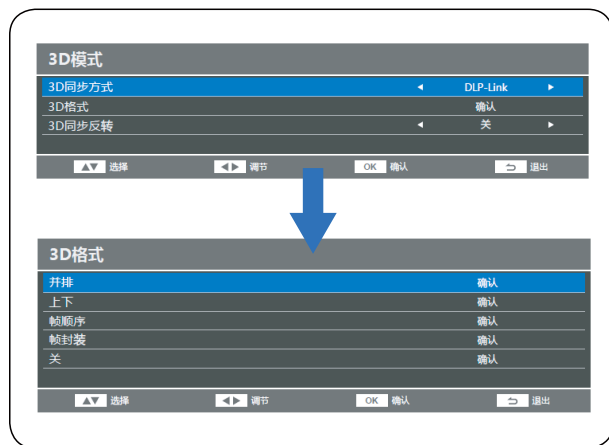 3D模式
3D同步方式 ◀ DLP-Link ▶
3D格式 确认
3D同步反转 ◀ 关 ▶
▲▼ 选择 ◀▶ 调节 OK 确认 退出
3D格式
并排 确认
上下 确认
帧顺序 确认
帧封装 确认
关 确认
▲▼ 选择 ◀▶ 调节 OK 确认 退出